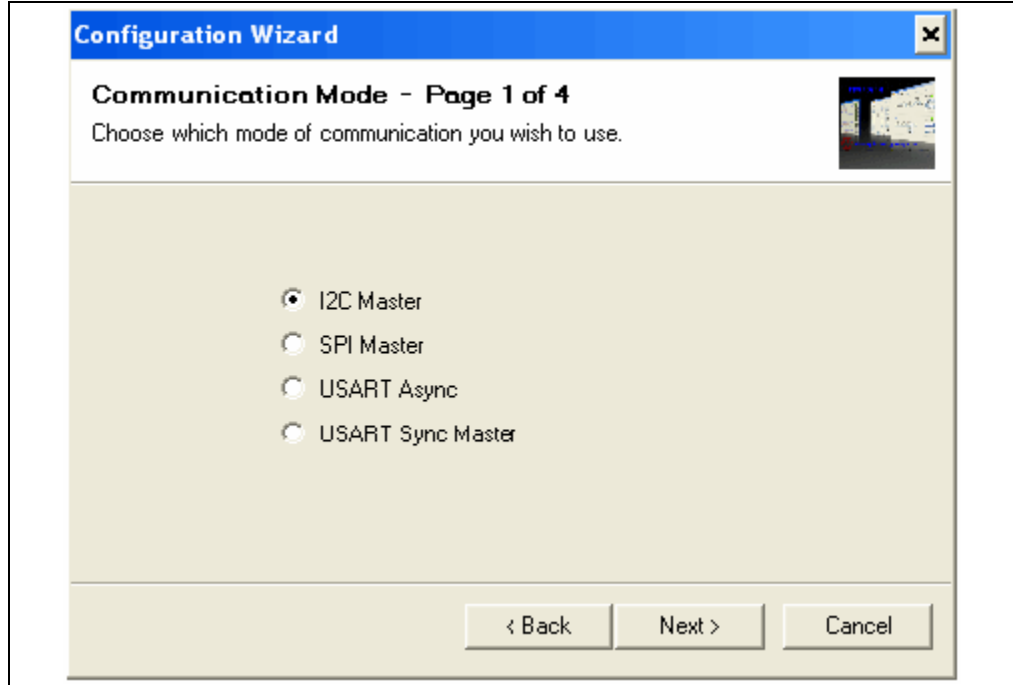 Configuration Wizard
Communication Mode - Page 1 of 4
Choose which mode of communication you wish to use.
I2C Master
SPI Master
USART Async
USART Sync Master
< Back
Next >
Cancel